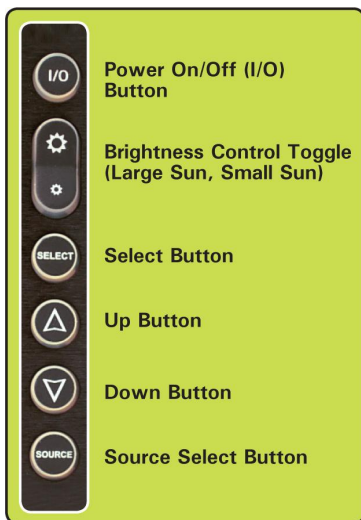 I/O
Power On/Off (I/O)
Button
Brightness Control Toggle
(Large Sun, Small Sun)
SELECT
Select Button
Up Button
Down Button
SOURCE
Source Select Button